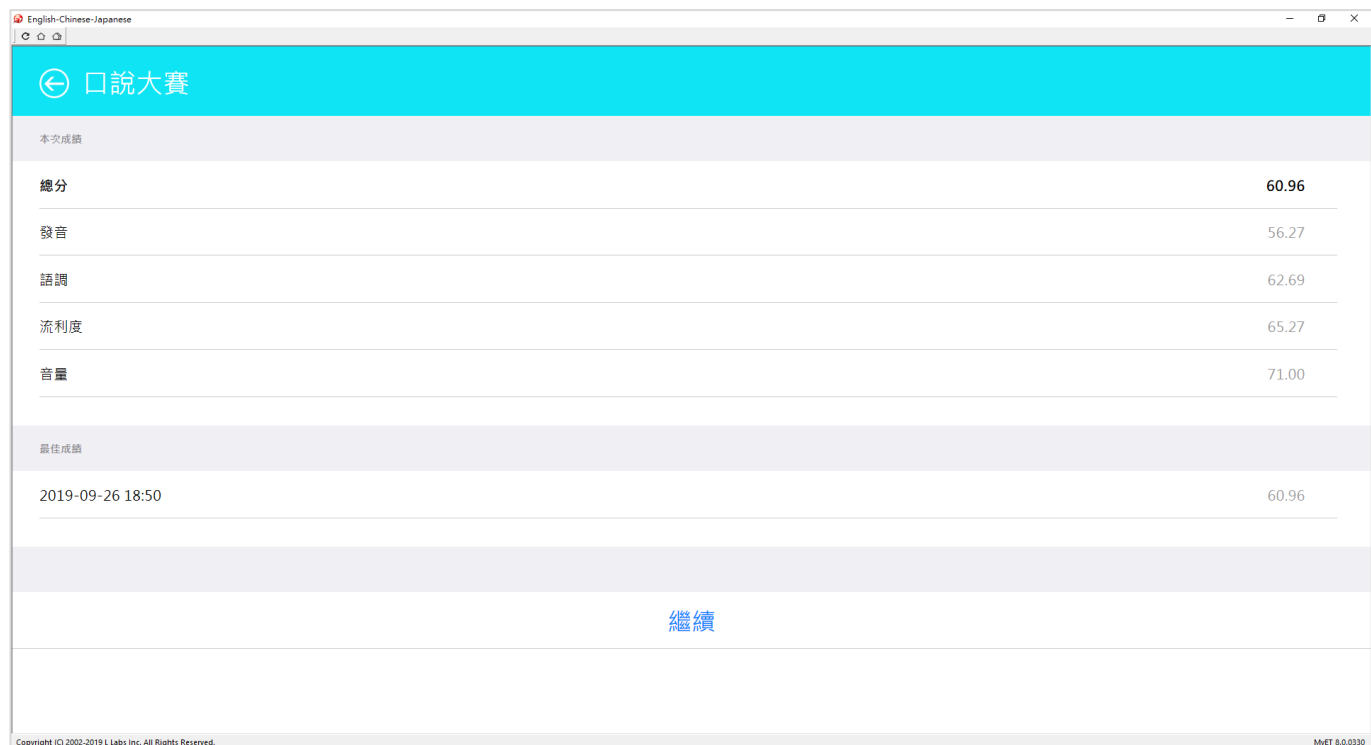 English-Chinese-Japanese
口說大賽
本次成績
總分 60.96
發音 56.27
語調 62.69
流利度 65.27
音量 71.00
最佳成績
2019-09-26 18:50 60.96
繼續
Copyright (C) 2002-2019 L Labs Inc. All Rights Reserved. MyET 8.0.0330